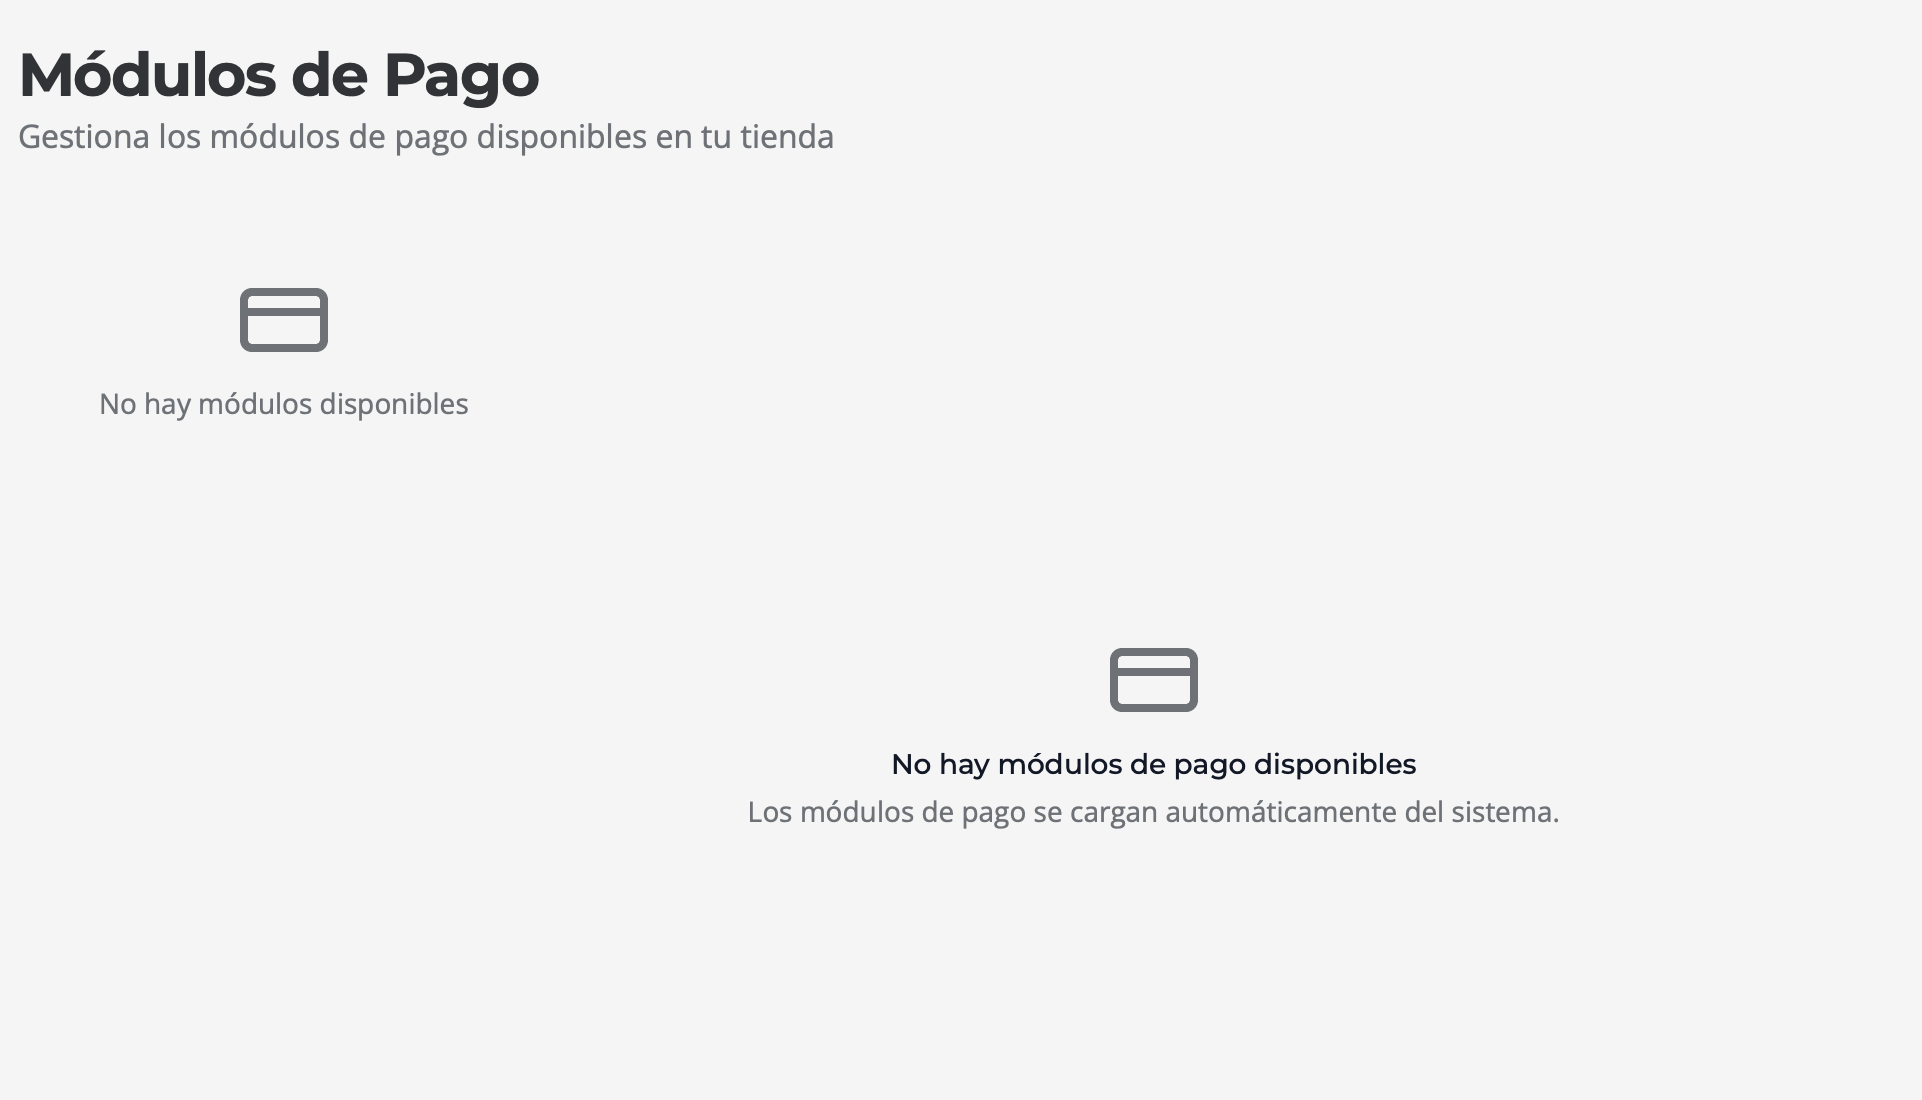 Módulos de Pago
Gestiona los módulos de pago disponibles en tu tienda
No hay módulos disponibles
No hay módulos de pago disponibles
Los módulos de pago se cargan automáticamente del sistema.